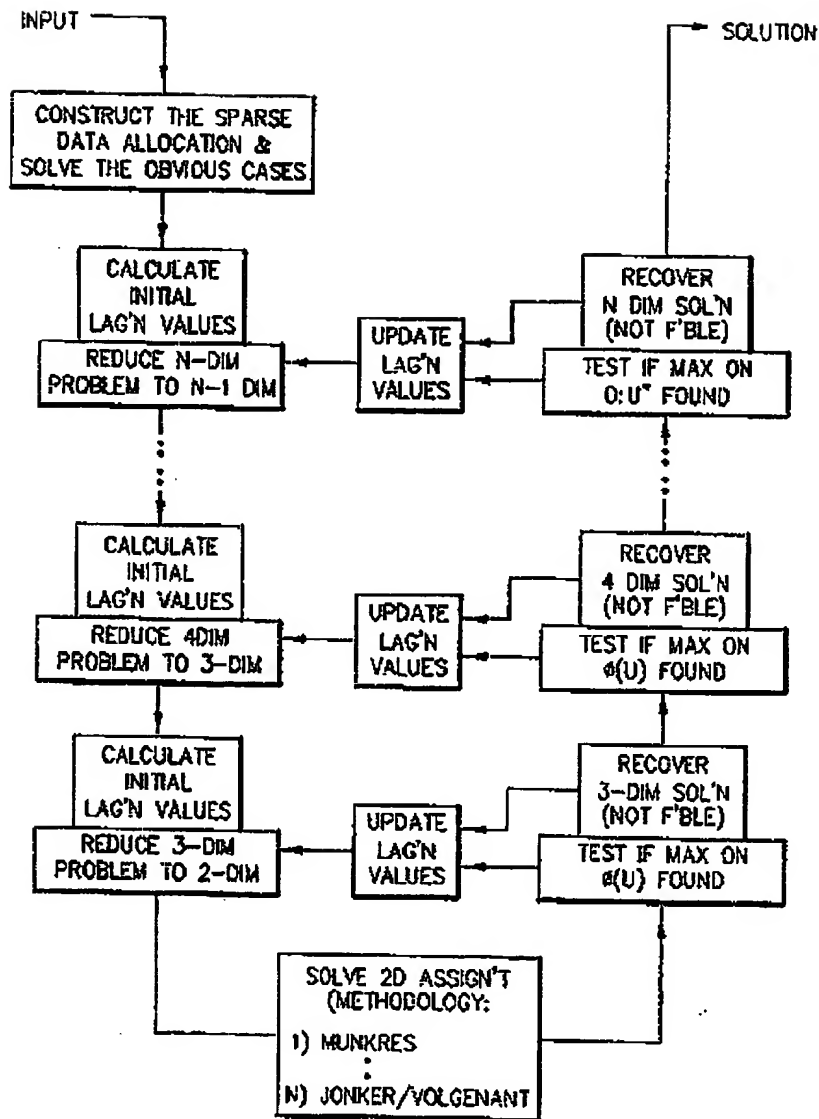 INPUT
SOLUTION
CONSTRUCT THE SPARSE
DATA ALLOCATION &
SOLVE THE OBVIOUS CASES
CALCULATE
INITIAL
LAG'N VALUES
REDUCE N-DIM
PROBLEM TO N-1 DIM
UPDATE
LAG'N
VALUES
RECOVER
N DIM SOL'N
(NOT F'BLE)
TEST IF MAX ON
O:U" FOUND
CALCULATE
INITIAL
LAG'N VALUES
REDUCE 4DIM
PROBLEM TO 3-DIM
UPDATE
LAG'N
VALUES
RECOVER
4 DIM SOL'N
(NOT F'BLE)
TEST IF MAX ON
ɸ(U) FOUND
CALCULATE
INITIAL
LAG'N VALUES
REDUCE 3-DIM
PROBLEM TO 2-DIM
UPDATE
LAG'N
VALUES
RECOVER
3-DIM SOL'N
(NOT F'BLE)
TEST IF MAX ON
ɸ(U) FOUND
SOLVE 2D ASSIGN'T
(METHODOLOGY:
1) MUNKRES
⋮
N) JONKER/VOLGENANT